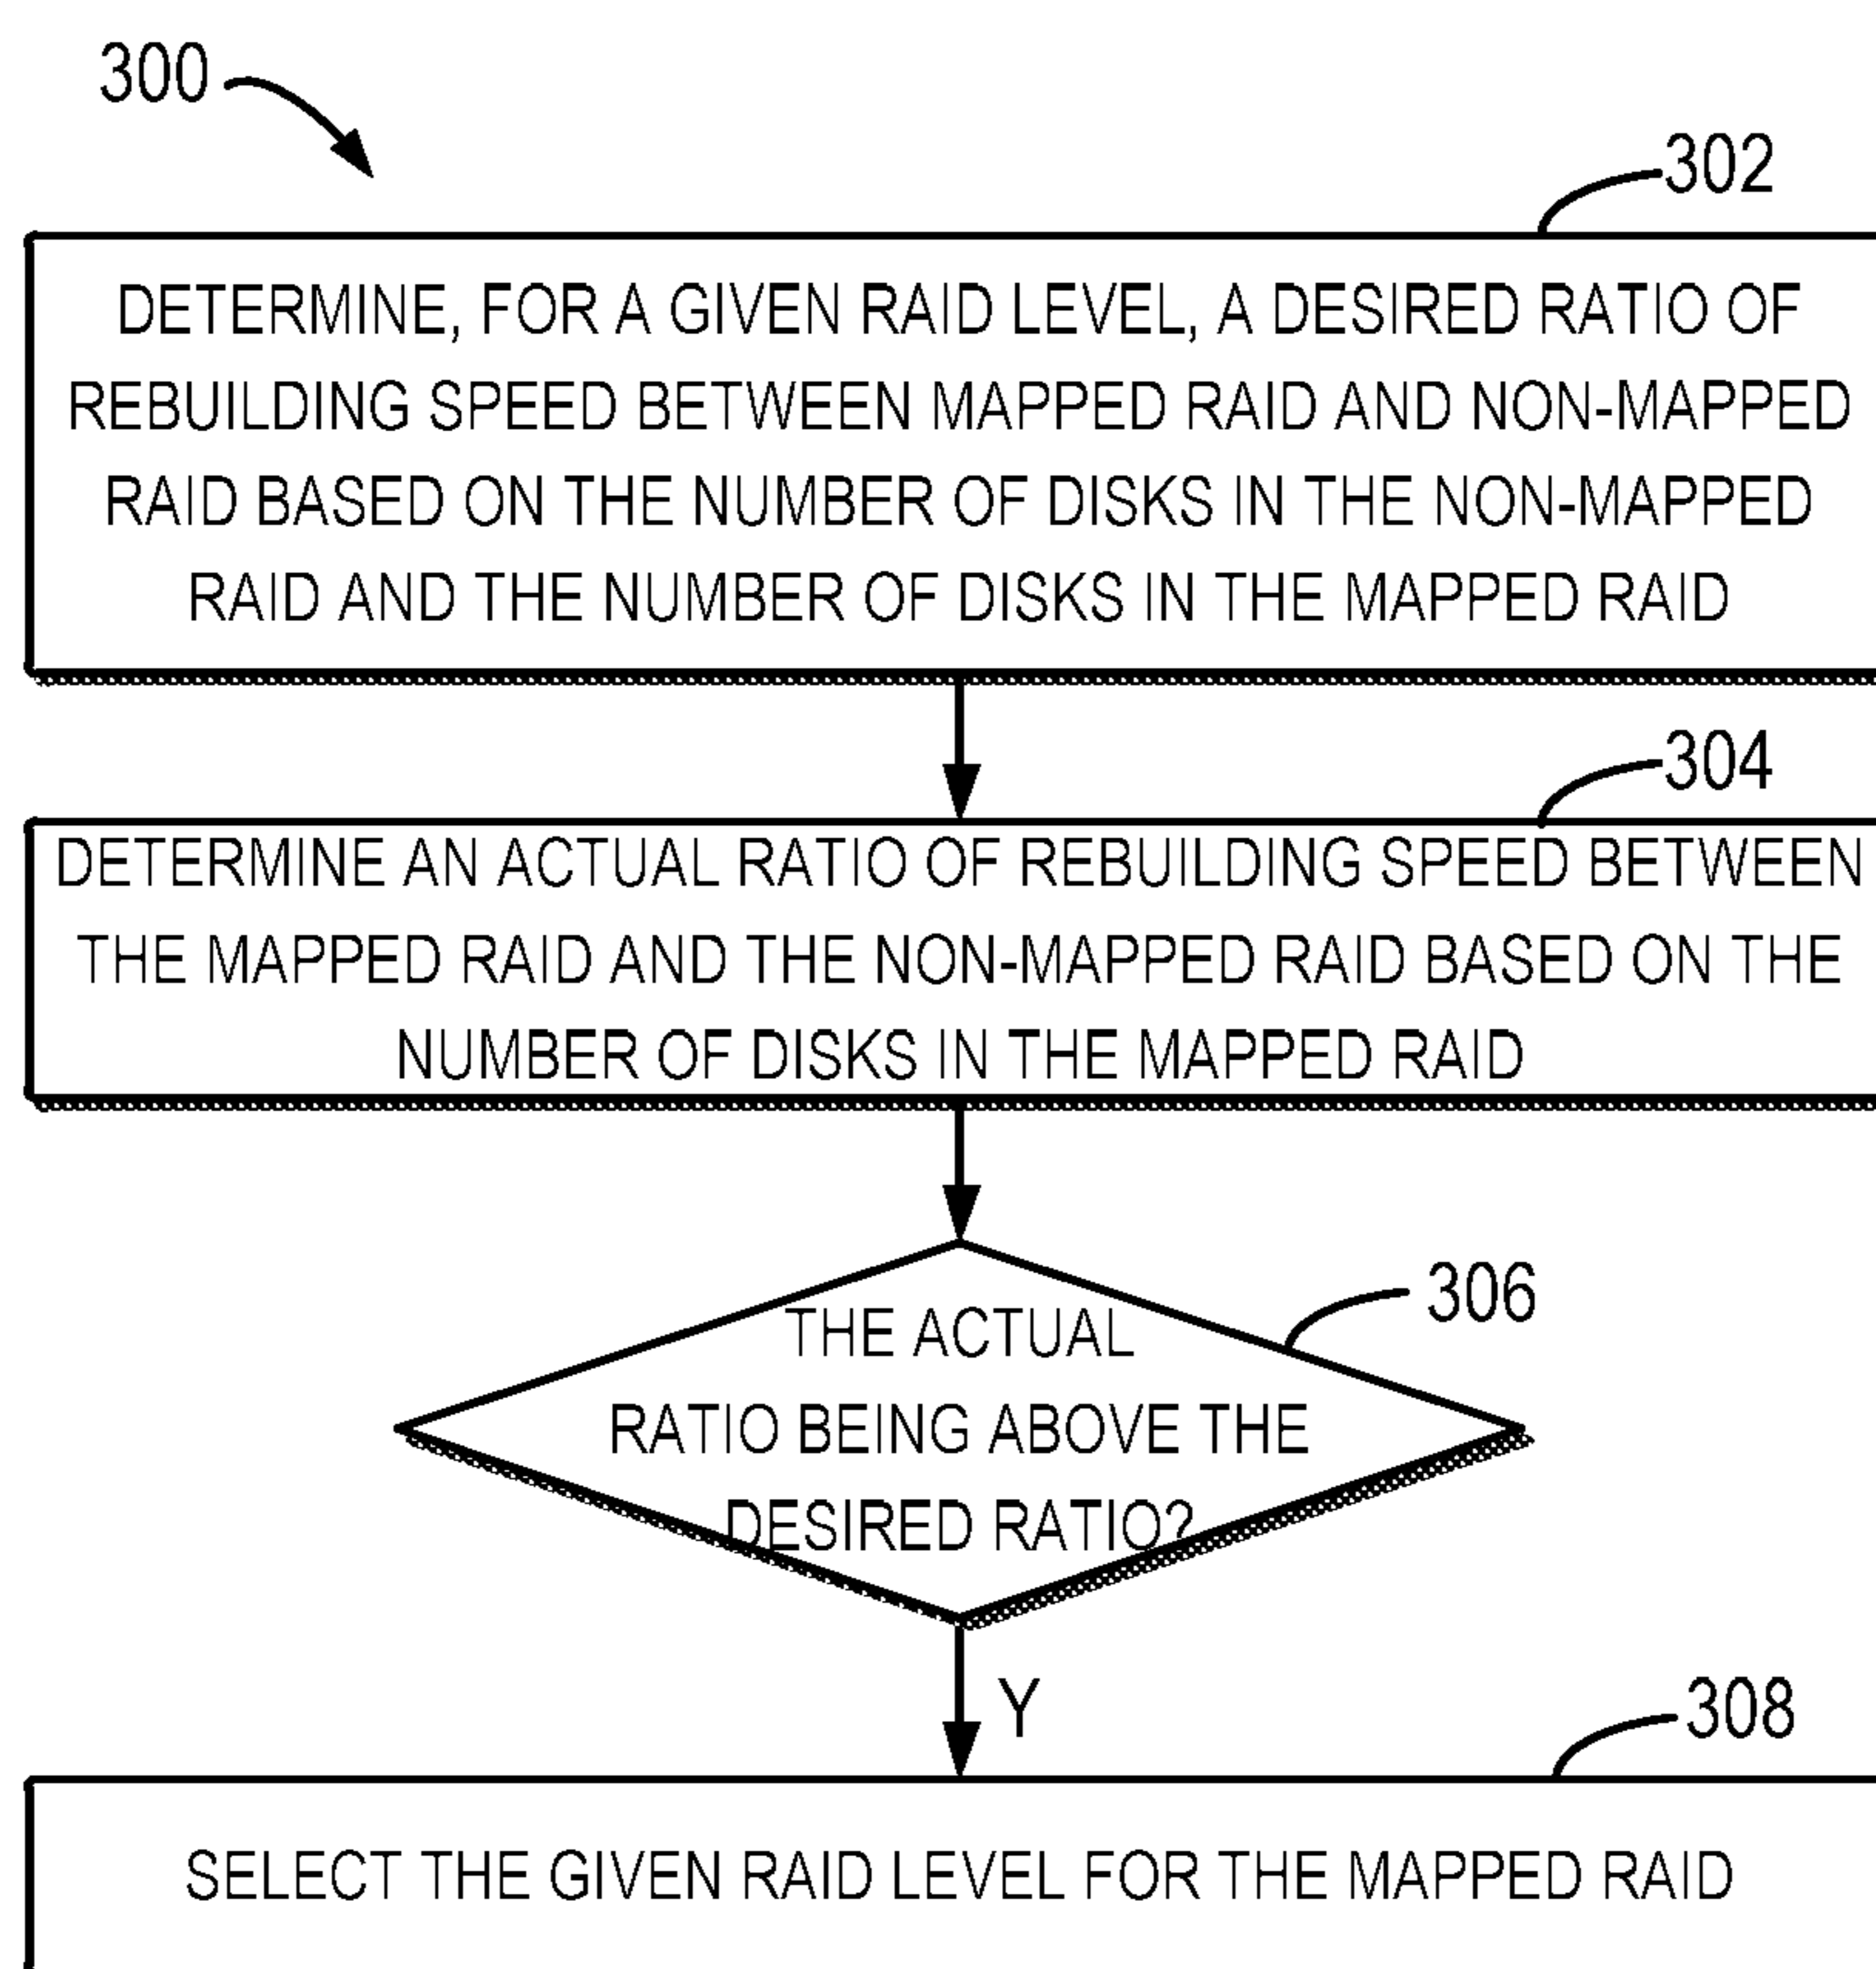 300
302
DETERMINE, FOR A GIVEN RAID LEVEL, A DESIRED RATIO OF
REBUILDING SPEED BETWEEN MAPPED RAID AND NON-MAPPED
RAID BASED ON THE NUMBER OF DISKS IN THE NON-MAPPED
RAID AND THE NUMBER OF DISKS IN THE MAPPED RAID
304
DETERMINE AN ACTUAL RATIO OF REBUILDING SPEED BETWEEN
THE MAPPED RAID AND THE NON-MAPPED RAID BASED ON THE
NUMBER OF DISKS IN THE MAPPED RAID
306
THE ACTUAL
RATIO BEING ABOVE THE
DESIRED RATIO?
Y
308
SELECT THE GIVEN RAID LEVEL FOR THE MAPPED RAID